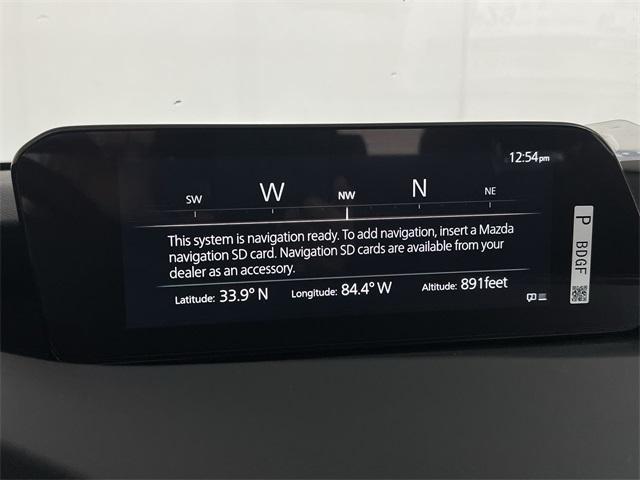 12:54pm
SW W NW N NE
This system is navigation ready. To add navigation, insert a Mazda
navigation SD card. Navigation SD cards are available from your
dealer as an accessory.
Latitude: 33.9° N Longitude: 84.4° W Altitude: 891feet
P BDGF